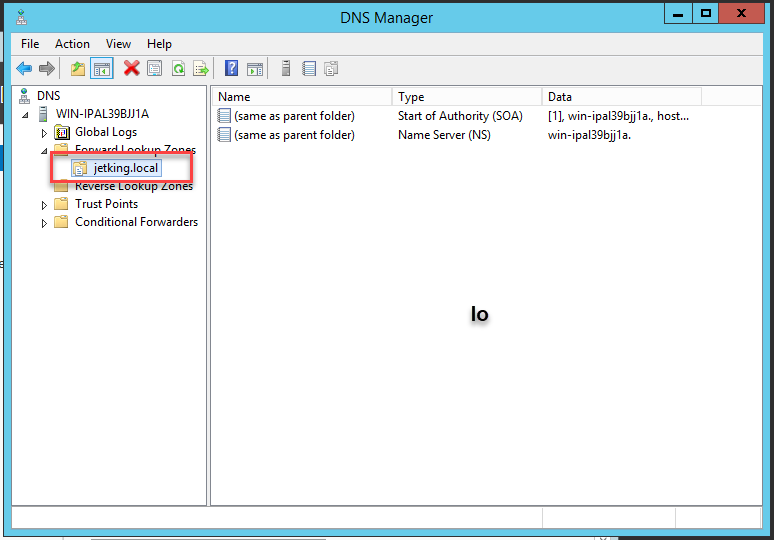 DNS Manager
File Action View Help
DNS
WIN-IPAL39BJJ1A
Global Logs
Forward Lookup Zones
jetking.local
Reverse Lookup Zones
Trust Points
Conditional Forwarders
Name Type Data
(same as parent folder) Start of Authority (SOA) [1], win-ipal39bjj1a., host...
(same as parent folder) Name Server (NS) win-ipal39bjj1a.
lo